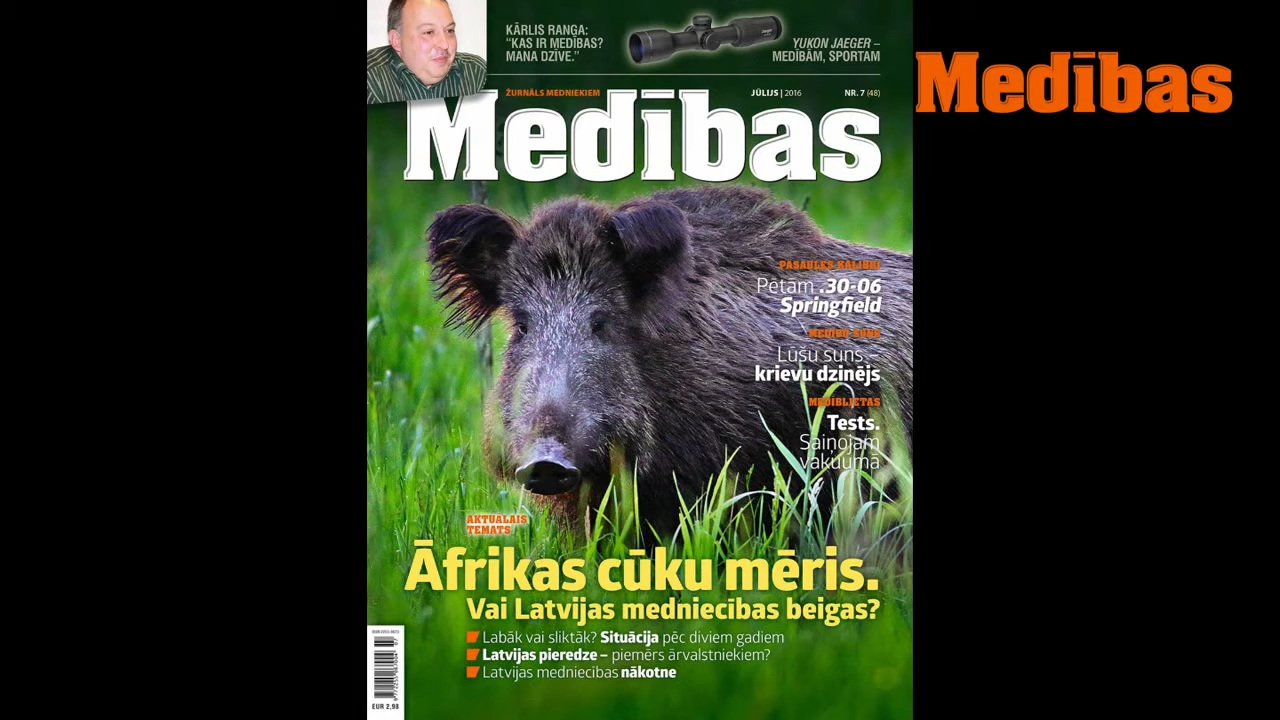 KĀRLIS RANĢA:
"KAS IR MEDĪBAS?
MANA DZĪVE."
YUKON JAEGER –
MEDĪBĀM, SPORTAM
ŽURNĀLS MEDNIEKIEM
JŪLIJS | 2016
NR. 7 (48)
Medības
Medības
PASAULES KALIBRI
Pētām .30-06
Springfield
MEDĪBU SUŅI
Lūšu suns –
krievu dzinējs
MEDĪBLIETAS
Tests.
Saiņojam
vakuumā
AKTUĀLAIS
TEMATS
Āfrikas cūku mēris.
Vai Latvijas medniecības beigas?
Labāk vai sliktāk? Situācija pēc diviem gadiem
Latvijas pieredze – piemērs ārvalstniekiem?
Latvijas medniecības nākotne
EUR 2,98